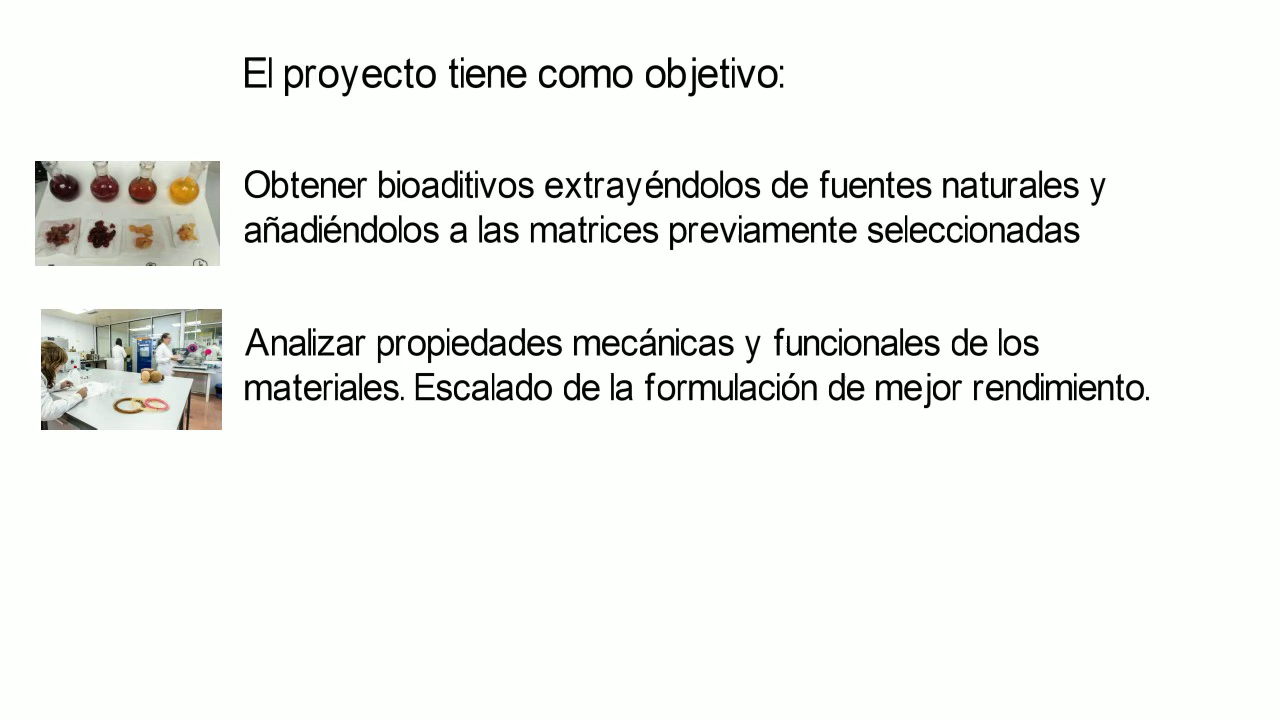 El proyecto tiene como objetivo:
Obtener bioaditivos extrayéndolos de fuentes naturales y
añadiéndolos a las matrices previamente seleccionadas
Analizar propiedades mecánicas y funcionales de los
materiales. Escalado de la formulación de mejor rendimiento.